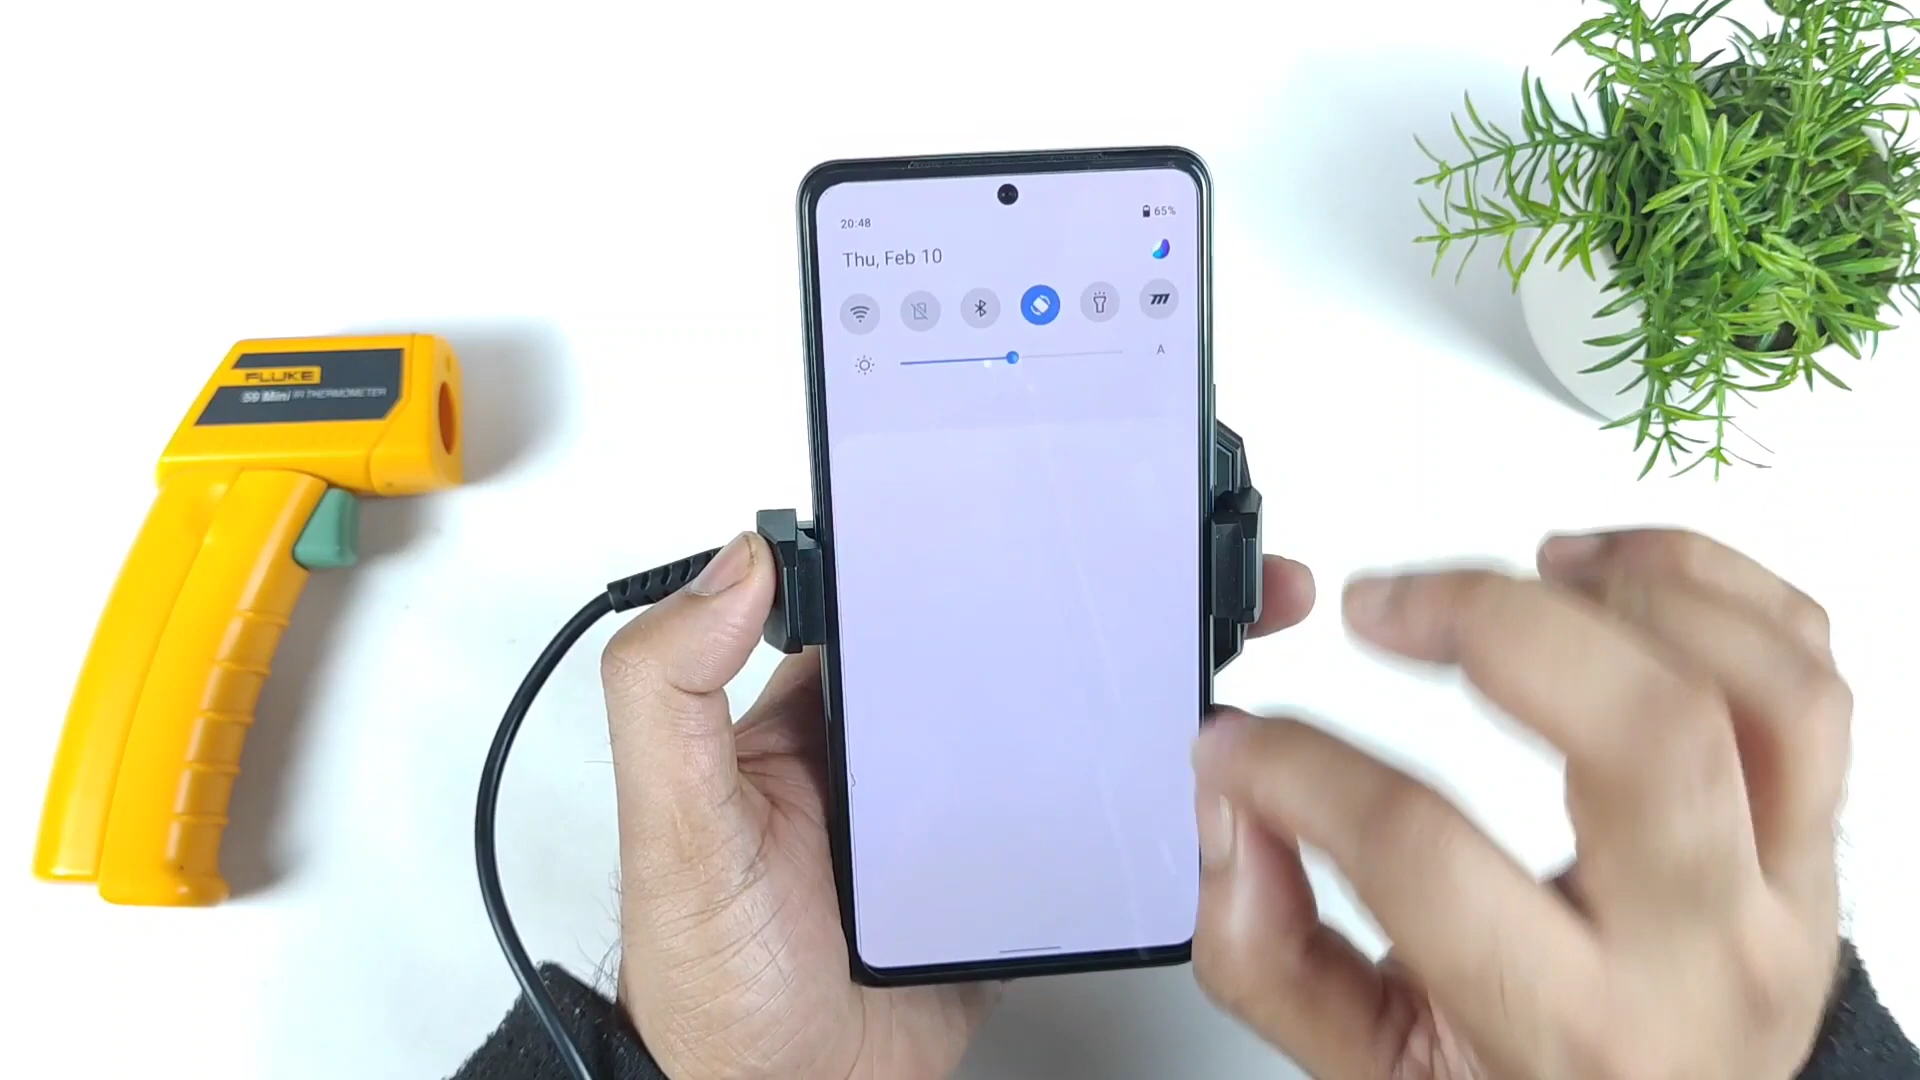 20:48
65%
Thu, Feb 10
A
FLUKE
59 Mini IR THERMOMETER